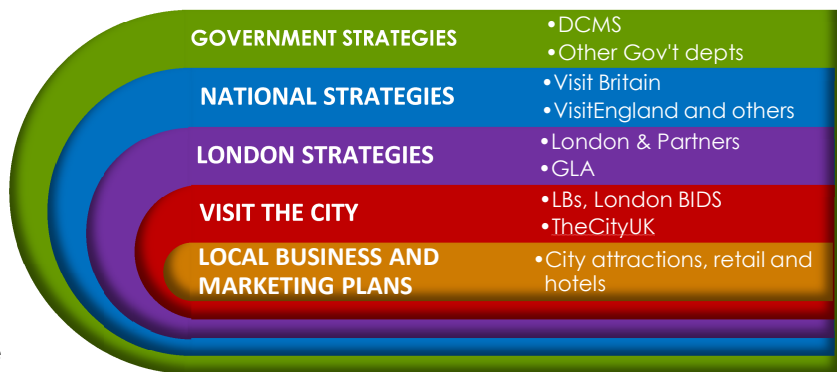 GOVERNMENT STRATEGIES
•DCMS
•Other Gov't depts
NATIONAL STRATEGIES
•Visit Britain
•VisitEngland and others
LONDON STRATEGIES
•London & Partners
•GLA
VISIT THE CITY
•LBs, London BIDS
•TheCityUK
LOCAL BUSINESS AND
MARKETING PLANS
•City attractions, retail and
hotels